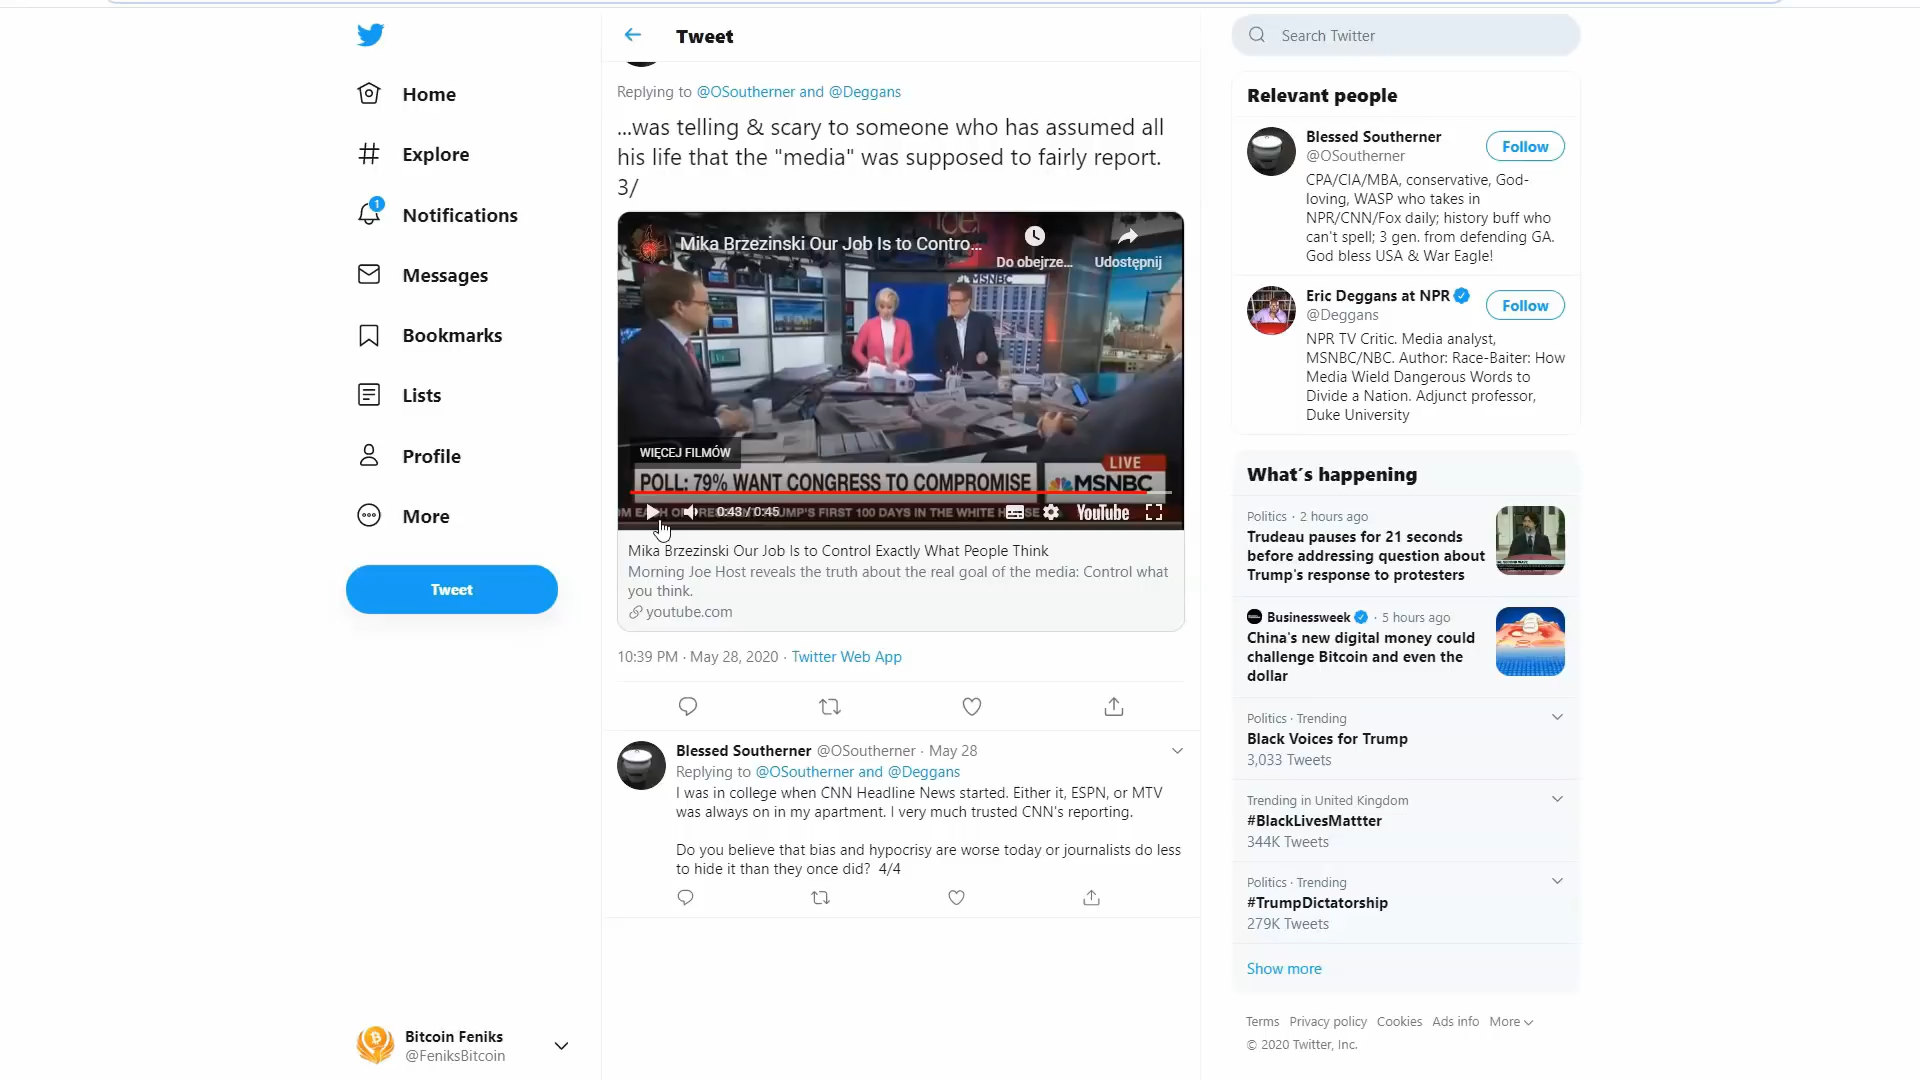 Home
Explore
1
Notifications
Messages
Bookmarks
Lists
Profile
More
Tweet
Bitcoin Feniks
@FeniksBitcoin
Tweet
Replying to @OSoutherner and @Deggans
...was telling & scary to someone who has assumed all
his life that the "media" was supposed to fairly report.
3/
Mika Brzezinski Our Job Is to Contro...
Do obejrze...
Udostępnij
MSNBC
WIĘCEJ FILMÓW
LIVE
POLL: 79% WANT CONGRESS TO COMPROMISE
MSNBC
TRUMP'S FIRST 100 DAYS IN THE WHITE HOUSE
0:43 / 0:45
YouTube
Mika Brzezinski Our Job Is to Control Exactly What People Think
Morning Joe Host reveals the truth about the real goal of the media: Control what
you think.
youtube.com
10:39 PM · May 28, 2020 · Twitter Web App
Blessed Southerner @OSoutherner · May 28
Replying to @OSoutherner and @Deggans
I was in college when CNN Headline News started. Either it, ESPN, or MTV
was always on in my apartment. I very much trusted CNN's reporting.
Do you believe that bias and hypocrisy are worse today or journalists do less
to hide it than they once did? 4/4
Search Twitter
Relevant people
Blessed Southerner
@OSoutherner
Follow
CPA/CIA/MBA, conservative, God-
loving, WASP who takes in
NPR/CNN/Fox daily; history buff who
can't spell; 3 gen. from defending GA.
God bless USA & War Eagle!
Eric Deggans at NPR
@Deggans
Follow
NPR TV Critic. Media analyst,
MSNBC/NBC. Author: Race-Baiter: How
Media Wield Dangerous Words to
Divide a Nation. Adjunct professor,
Duke University
What's happening
Politics · 2 hours ago
Trudeau pauses for 21 seconds
before addressing question about
Trump's response to protesters
Businessweek · 5 hours ago
China's new digital money could
challenge Bitcoin and even the
dollar
Politics · Trending
Black Voices for Trump
3,033 Tweets
Trending in United Kingdom
#BlackLivesMattter
344K Tweets
Politics · Trending
#TrumpDictatorship
279K Tweets
Show more
Terms Privacy policy Cookies Ads info More
© 2020 Twitter, Inc.